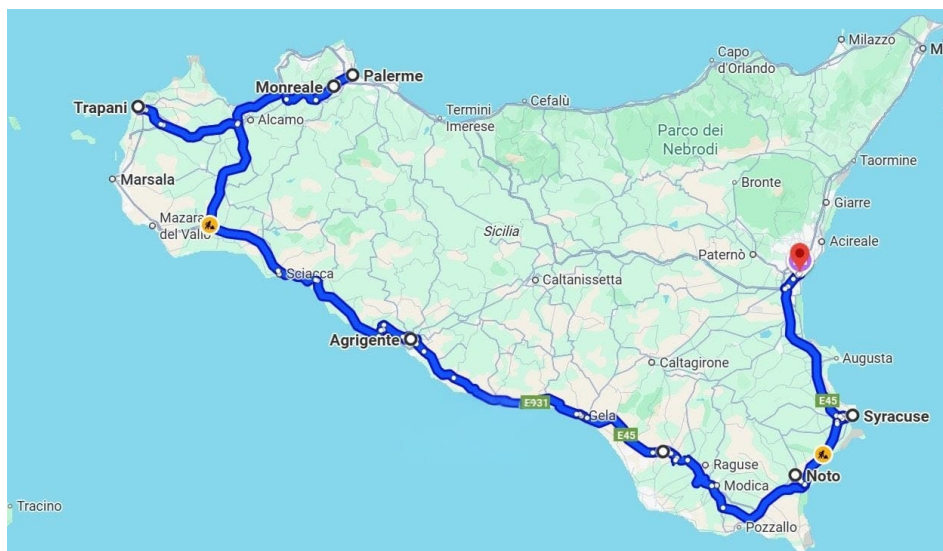 Milazzo
M
Capo
d'Orlando
Palerme
Monreale
Cefalù
Trapani
Termini
Imerese
Alcamo
Parco dei
Nebrodi
Taormine
Marsala
Bronte
Giarre
Mazara
del Vallo
Sicilia
Acireale
Paternò
Sciacca
Caltanissetta
Agrigente
Augusta
Caltagirone
E931
E45
Gela
Syracuse
E45
Raguse
Noto
Modica
Tracino
Pozzallo